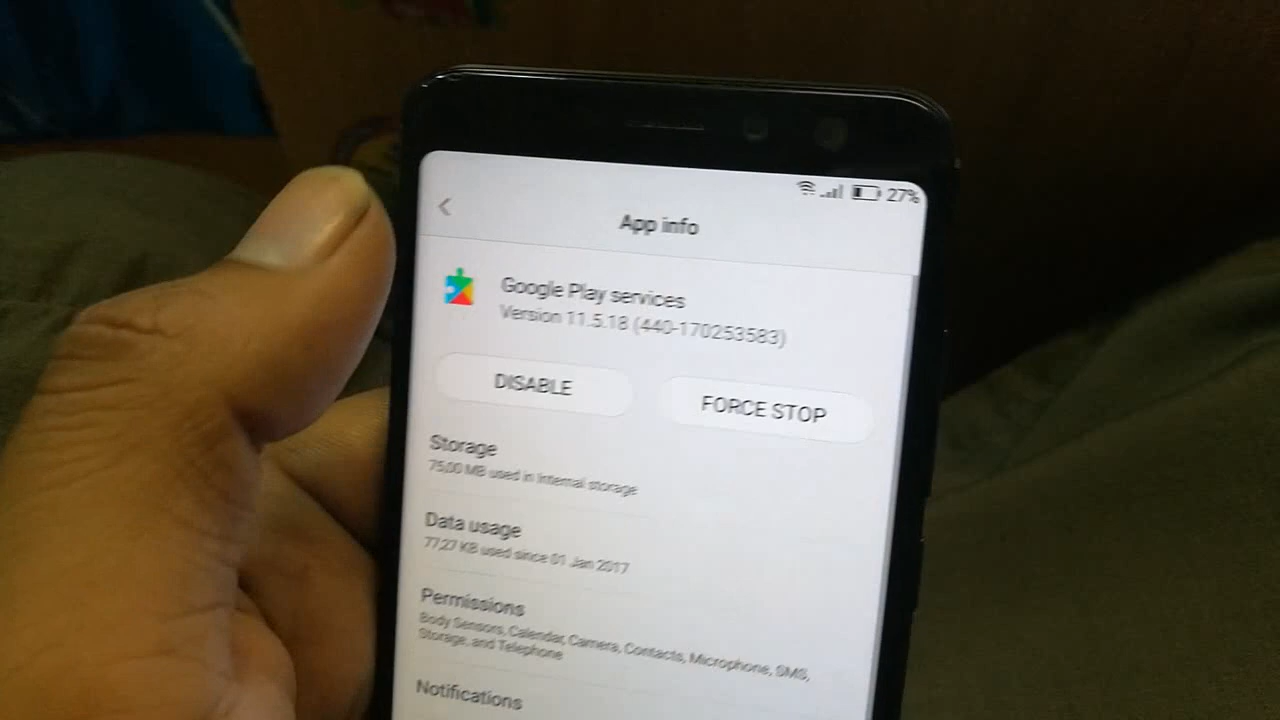 27%
App info
Google Play services
Version 11.5.18 (440-170253583)
DISABLE
FORCE STOP
Storage
75,00 MB used in Internal storage
Data usage
77,27 KB used since 01 Jan 2017
Permissions
Body Sensors, Calendar, Camera, Contacts, Microphone, SMS,
Storage, and Telephone
Notifications